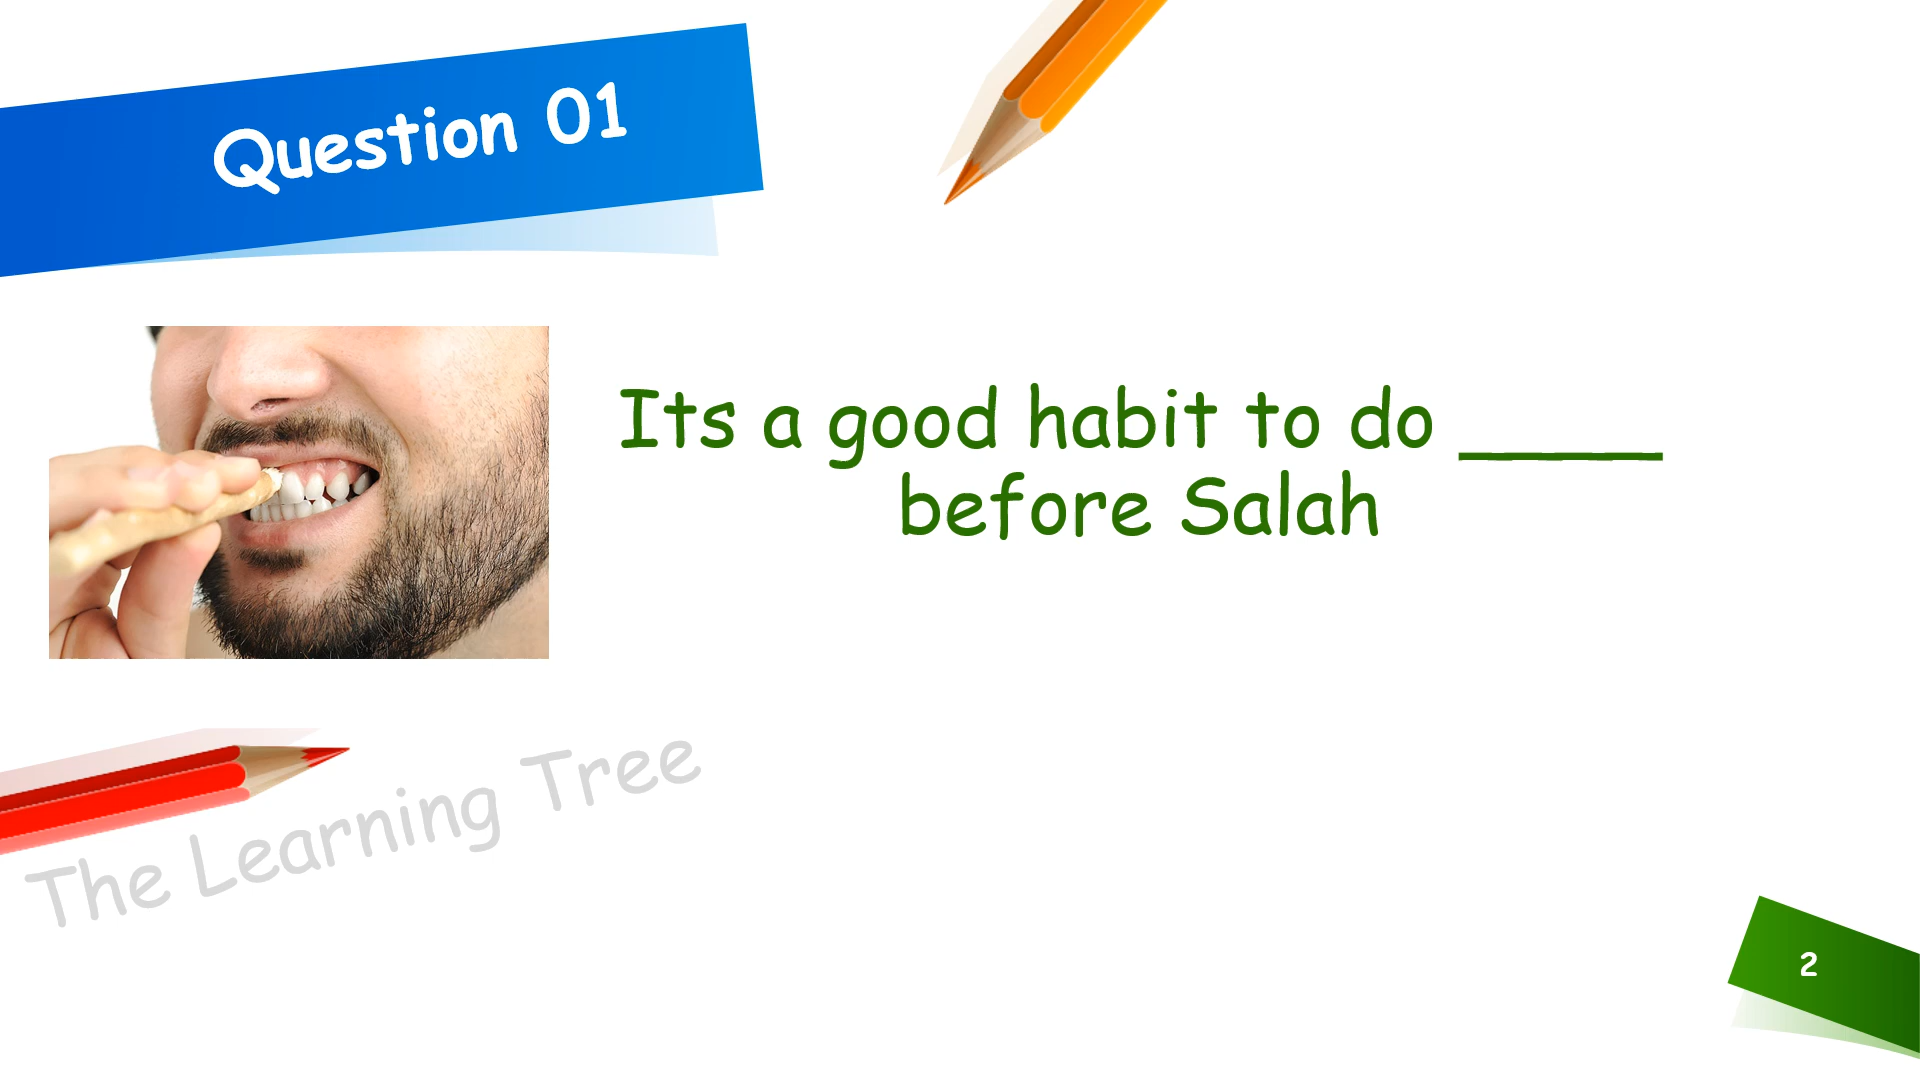 Question 01
Its a good habit to do ____
before Salah
The Learning Tree
2